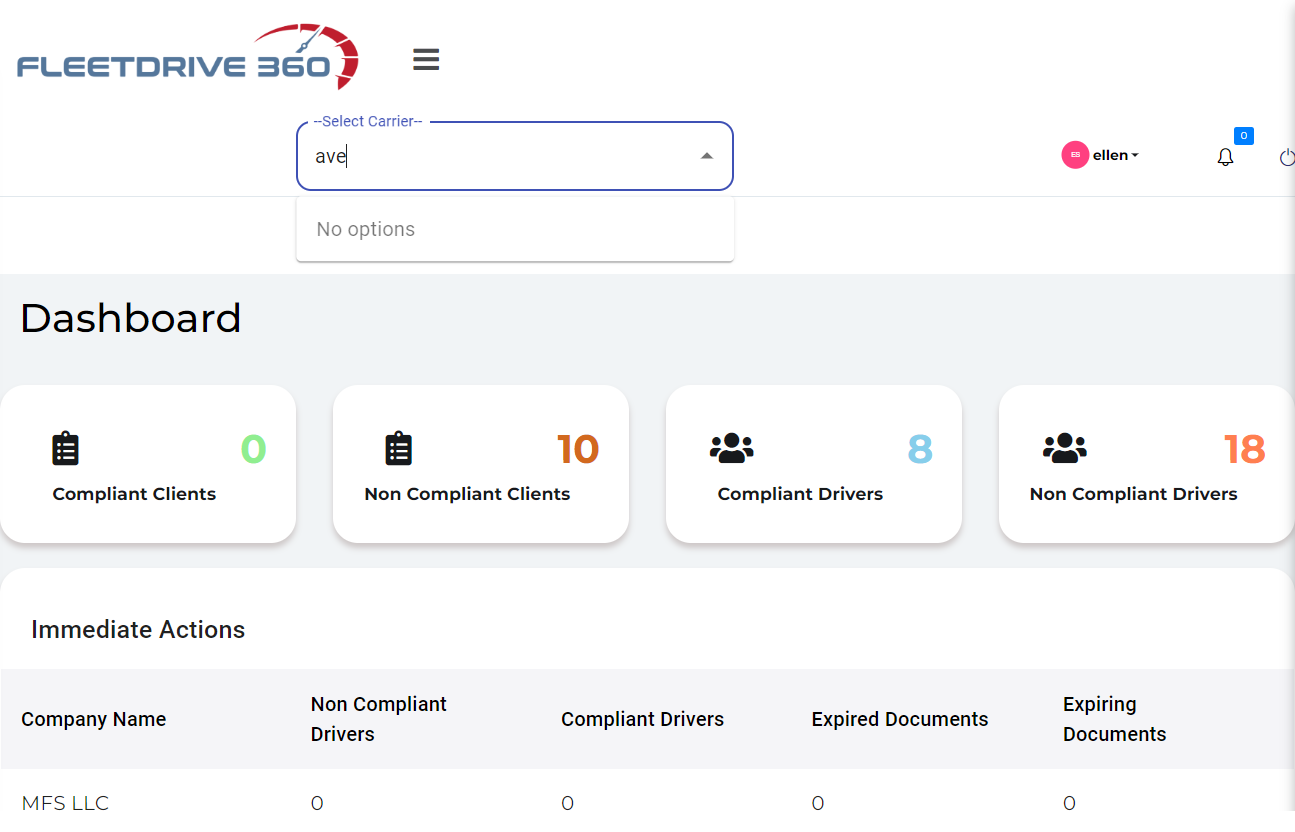 FLEETDRIVE 360
--Select Carrier--
ave
EB ellen
0
No options
Dashboard
0
Compliant Clients
10
Non Compliant Clients
8
Compliant Drivers
18
Non Compliant Drivers
Immediate Actions
Company Name
Non Compliant
Drivers
Compliant Drivers
Expired Documents
Expiring
Documents
MFS LLC 0 0 0 0